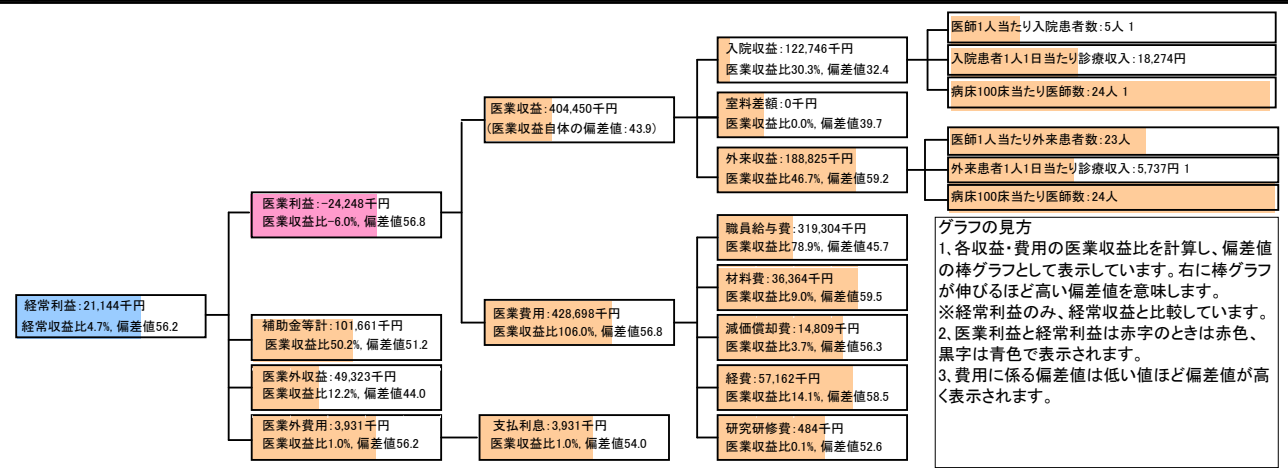 経常利益:21,144千円
経常収比4.7%, 偏差値56.2
医業利益:-24,248千円
医業収益比-6.0%, 偏差値56.8
補助金等計:101,661千円
医業収益比50.2%, 偏差値51.2
医業外収益:49,323千円
医業収益比12.2%, 偏差値44.0
医業外費用:3,931千円
医業収益比1.0%, 偏差値56.2
医業収益:404,450千円
(医業収益自体の偏差値:43.9)
医業費用:428,698千円
医業収益比106.0%, 偏差値56.8
支払利息:3,931千円
医業収益比1.0%, 偏差値54.0
入院収益:122,746千円
医業収益比30.3%, 偏差値32.4
室料差額:0千円
医業収益比0.0%, 偏差値39.7
外来収益:188,825千円
医業収益比46.7%, 偏差値59.2
職員給与費:319,304千円
医業収益比78.9%, 偏差値45.7
材料費:36,364千円
医業収益比9.0%, 偏差値59.5
減価償却費:14,809千円
医業収益比3.7%, 偏差値56.3
経費:57,162千円
医業収益比14.1%, 偏差値58.5
研究研修費:484千円
医業収益比0.1%, 偏差値52.6
医師1人当たり入院患者数:5人 1
入院患者1人1日当たり診療収入:18,274円
病床100床当たり医師数:24人 1
医師1人当たり外来患者数:23人
外来患者1人1日当たり診療収入:5,737円 1
病床100床当たり医師数:24人
グラフの見方
1、各収益・費用の医業収益比を計算し、偏差値
の棒グラフとして表示しています。右に棒グラフ
が伸びるほど高い偏差値を意味します。
※経常利益のみ、経常収益と比較しています。
2、医業利益と経常利益は赤字のときは赤色、
黒字は青色で表示されます。
3、費用に係る偏差値は低い値ほど偏差値が高
く表示されます。